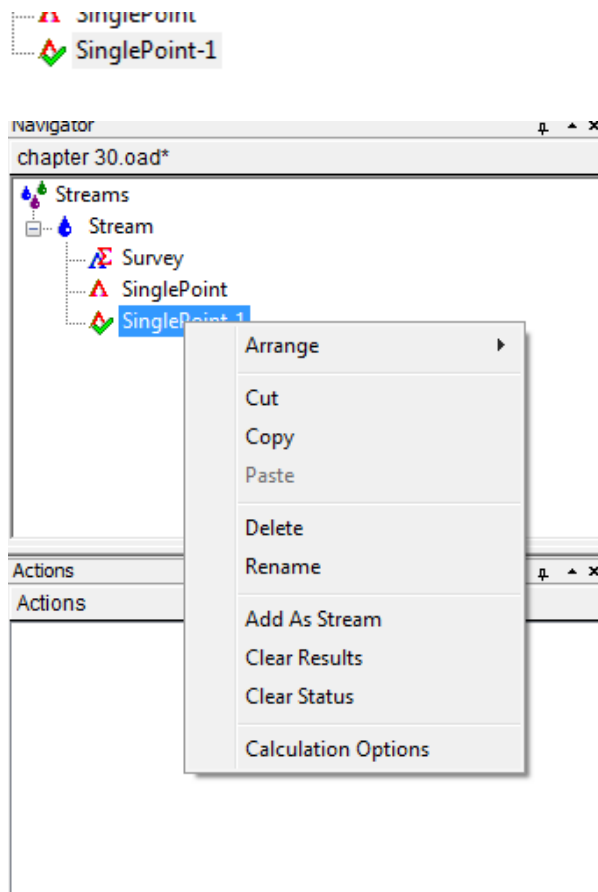 SinglePoint
SinglePoint-1
Navigator
chapter 30.oad*
Streams
Stream
Survey
SinglePoint
SinglePoint-1
Arrange
Cut
Copy
Paste
Delete
Rename
Add As Stream
Clear Results
Clear Status
Calculation Options
Actions
Actions